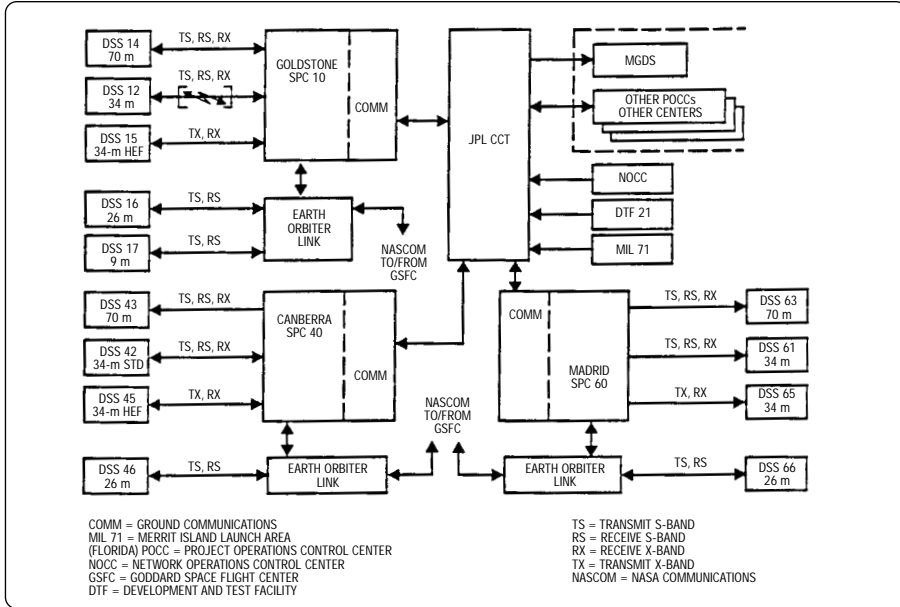 DSS 14
70 m
TS, RS, RX
GOLDSTONE
SPC 10
COMM
DSS 12
34 m
TS, RS, RX
DSS 15
34-m HEF
TX, RX
DSS 16
26 m
TS, RS
EARTH
ORBITER
LINK
DSS 17
9 m
TS, RS
NASCOM
TO/FROM
GSFC
JPL CCT
MGDS
OTHER POCCs
OTHER CENTERS
NOCC
DTF 21
MIL 71
DSS 43
70 m
TS, RS, RX
CANBERRA
SPC 40
COMM
DSS 42
34-m STD
TS, RS, RX
DSS 45
34-m HEF
TX, RX
DSS 46
26 m
TS, RS
EARTH ORBITER
LINK
NASCOM
TO/FROM
GSFC
COMM
MADRID
SPC 60
TS, RS, RX
DSS 63
70 m
TS, RS, RX
DSS 61
34 m
TX, RX
DSS 65
34 m
EARTH ORBITER
LINK
TS, RS
DSS 66
26 m
COMM = GROUND COMMUNICATIONS
MIL 71 = MERRIT ISLAND LAUNCH AREA
(FLORIDA) POCC = PROJECT OPERATIONS CONTROL CENTER
NOCC = NETWORK OPERATIONS CONTROL CENTER
GSFC = GODDARD SPACE FLIGHT CENTER
DTF = DEVELOPMENT AND TEST FACILITY
TS = TRANSMIT S-BAND
RS = RECEIVE S-BAND
RX = RECEIVE X-BAND
TX = TRANSMIT X-BAND
NASCOM = NASA COMMUNICATIONS